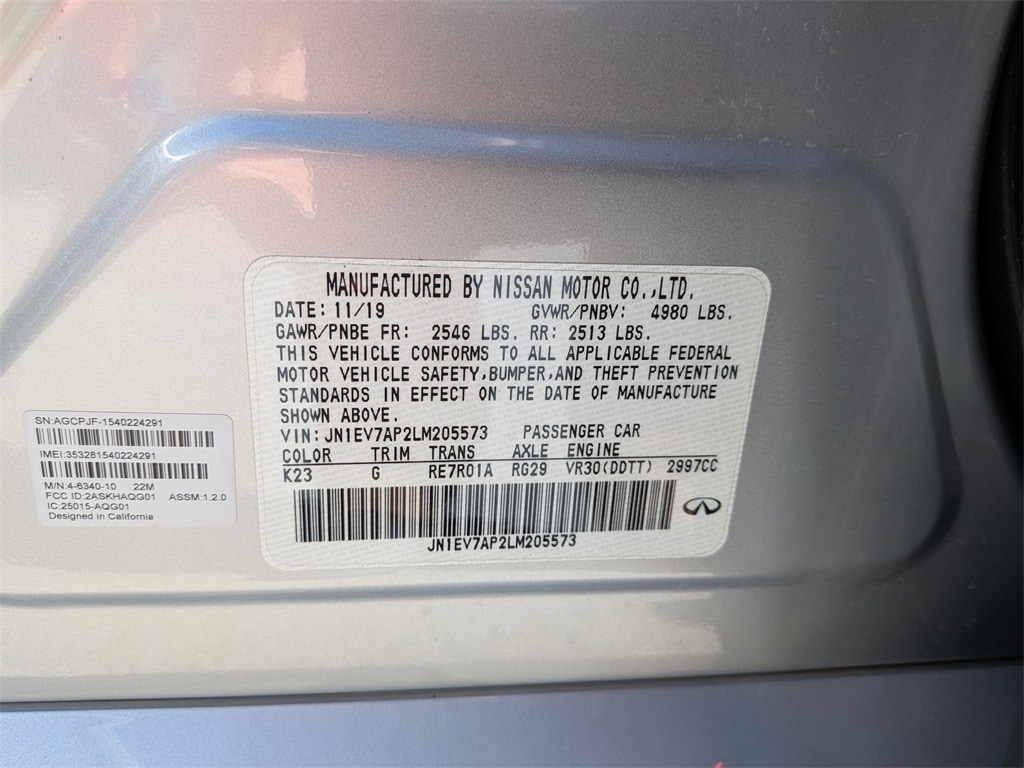 MANUFACTURED BY NISSAN MOTOR CO.,LTD.
DATE: 11/19 GVWR/PNBV: 4980 LBS.
GAWR/PNBE FR: 2546 LBS. RR: 2513 LBS.
THIS VEHICLE CONFORMS TO ALL APPLICABLE FEDERAL
MOTOR VEHICLE SAFETY,BUMPER,AND THEFT PREVENTION
STANDARDS IN EFFECT ON THE DATE OF MANUFACTURE
SHOWN ABOVE.
VIN:JN1EV7AP2LM205573 PASSENGER CAR
COLOR TRIM TRANS AXLE ENGINE
K23 G RE7R01A RG29 VR30(DDTT) 2997CC
JN1EV7AP2LM205573
SN:AGCPJF-1540224291
IMEI:353281540224291
M/N:4-6340-10 22M
FCC ID:2ASKHAQG01 ASSM:1.2.0
IC:25015-AQG01
Designed in California